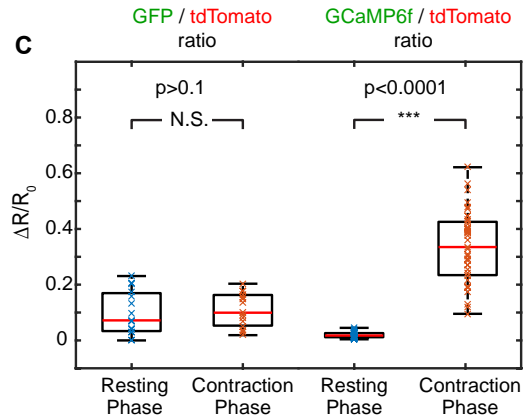 GFP / tdTomato ratio
GCaMP6f / tdTomato ratio
C
p>0.1
p<0.0001
N.S.
***
ΔR/R0
0.8
0.6
0.4
0.2
0
Resting Phase
Contraction Phase
Resting Phase
Contraction Phase